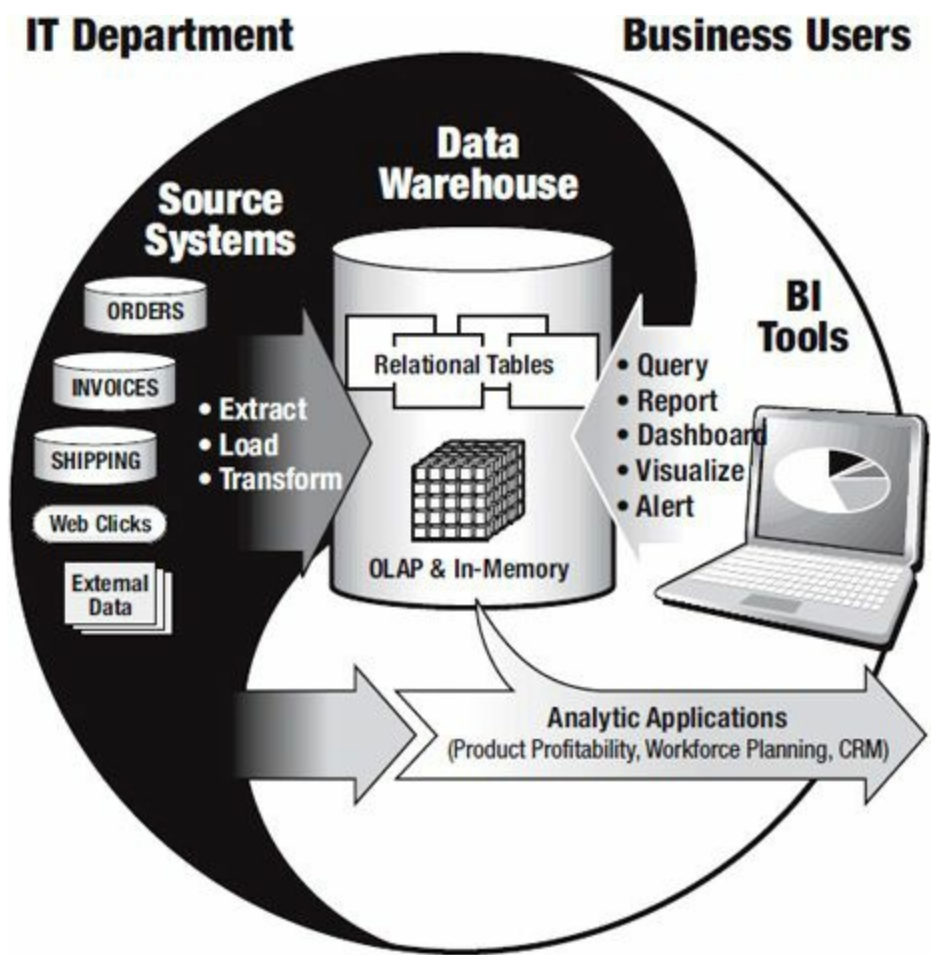 IT Department
Business Users
Data
Warehouse
Source
Systems
ORDERS
INVOICES
SHIPPING
Web Clicks
External
Data
• Extract
• Load
• Transform
Relational Tables
OLAP & In-Memory
BI
Tools
• Query
• Report
• Dashboard
• Visualize
• Alert
Analytic Applications
(Product Profitability, Workforce Planning, CRM)